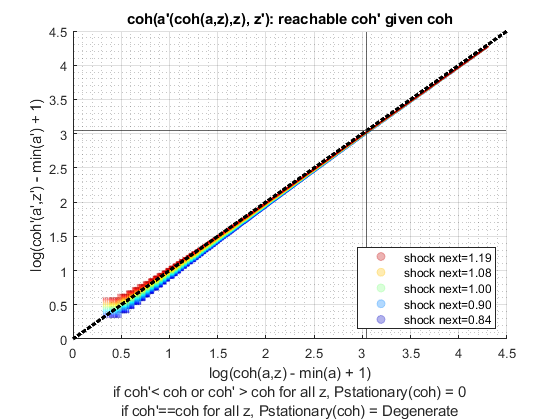 coh(a'(coh(a,z),z), z'): reachable coh' given coh
4.5
4
3.5
3
2.5
2
1.5
1
0.5
0
log(coh'(a',z') - min(a') + 1)
shock next=1.19
shock next=1.08
shock next=1.00
shock next=0.90
shock next=0.84
0 0.5 1 1.5 2 2.5 3 3.5 4 4.5
log(coh(a,z) - min(a) + 1)
if coh'< coh or coh' > coh for all z, Pstationary(coh) = 0
if coh'==coh for all z, Pstationary(coh) = Degenerate